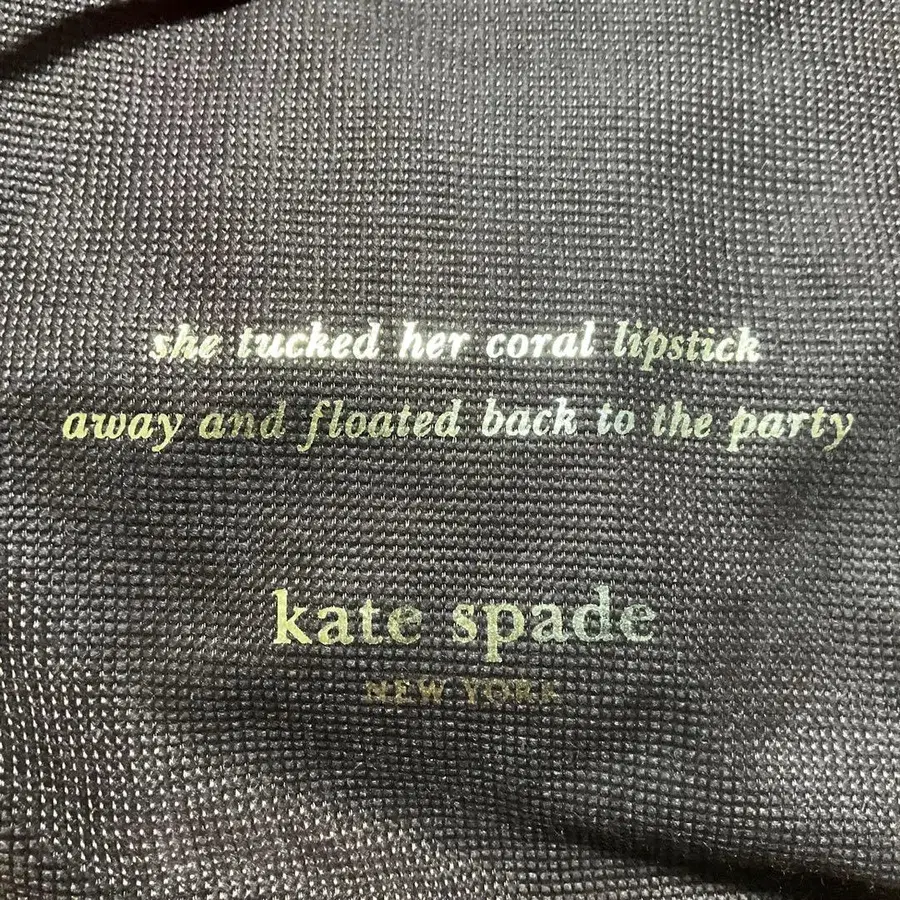 she tucked her coral lipstick
away and floated back to the party
kate spade
NEW YORK